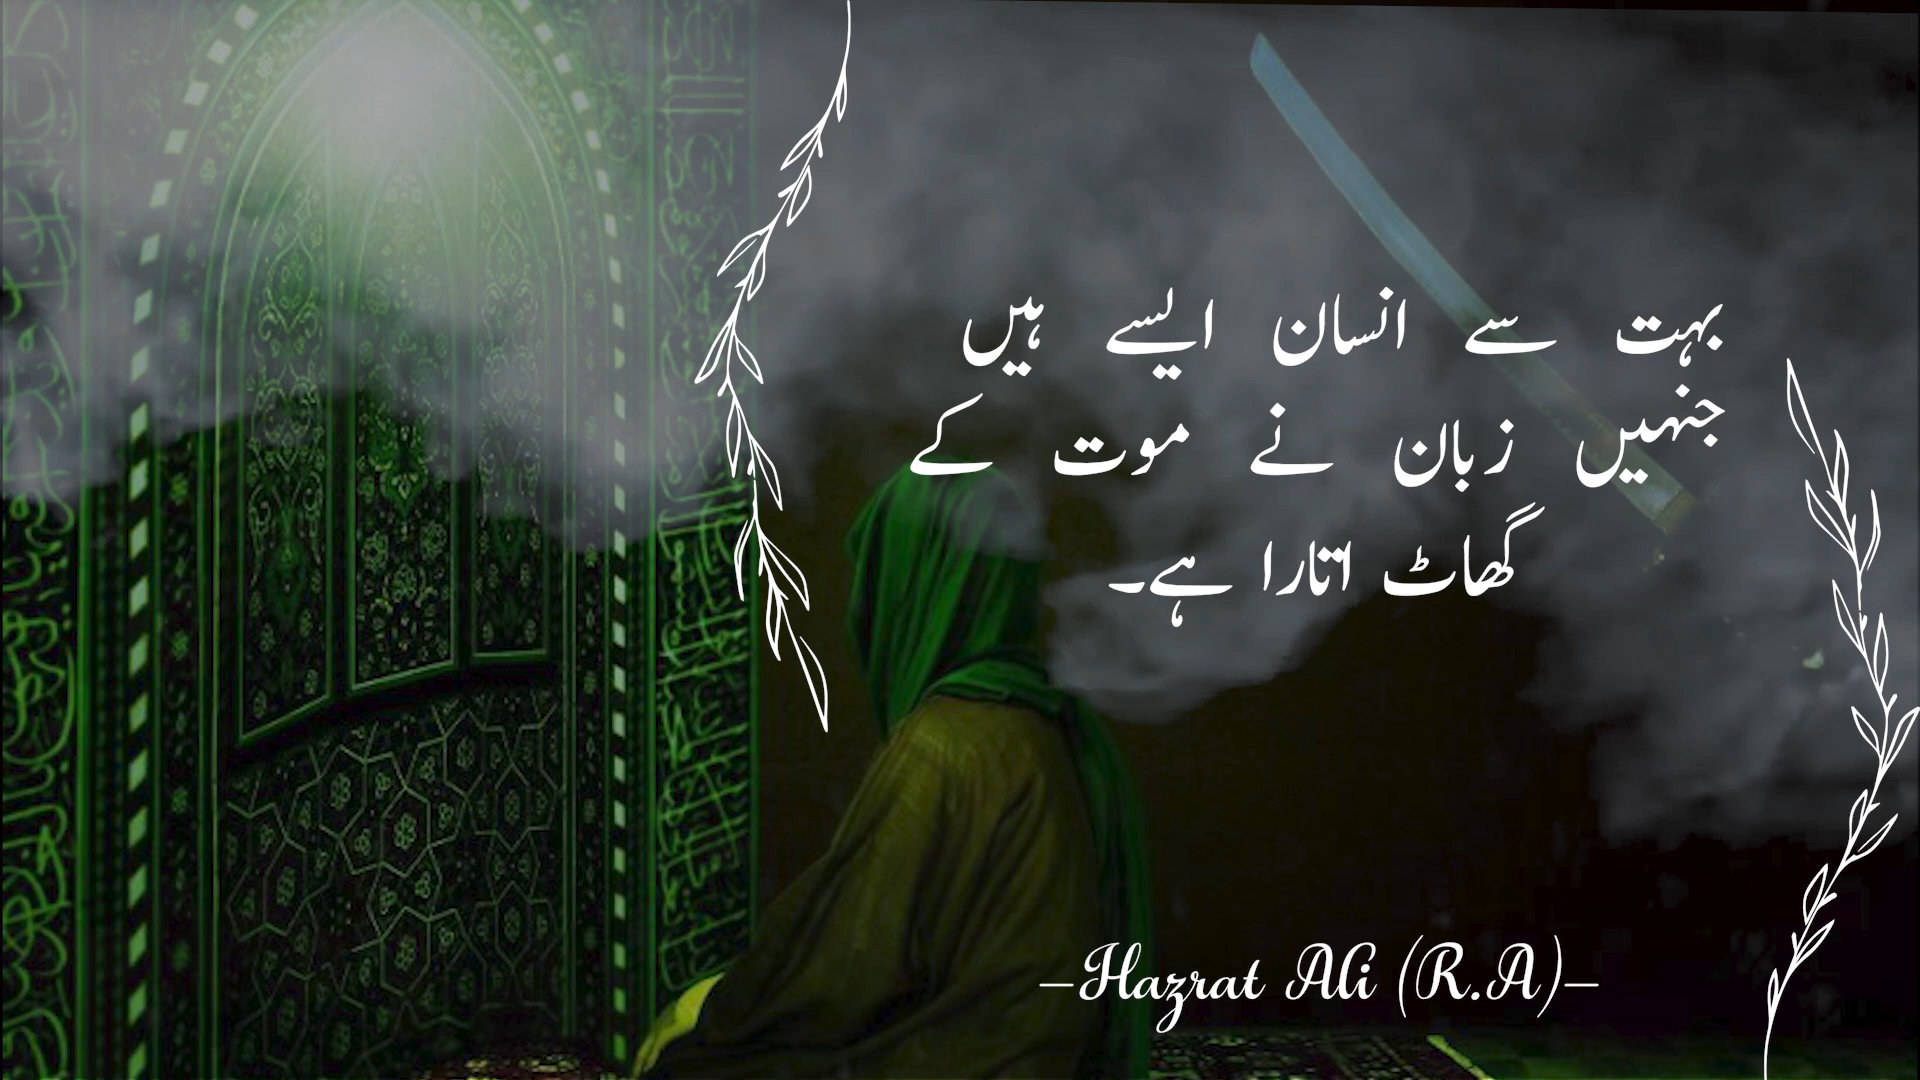 بہت سے انسان ایسے ہیں
جنہیں زبان نے موت کے
گھاٹ اتارا ہے۔
—Hazrat Ali (R.A)—